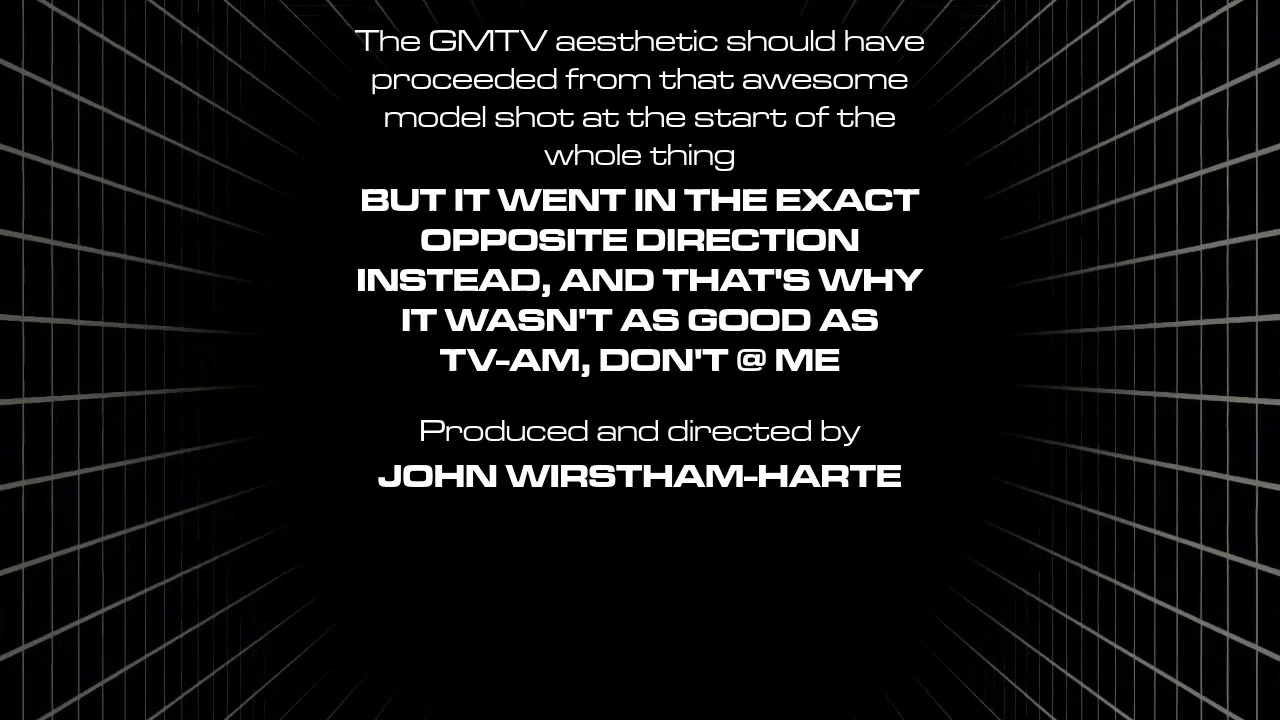 The GMTV aesthetic should have
proceeded from that awesome
model shot at the start of the
whole thing
BUT IT WENT IN THE EXACT
OPPOSITE DIRECTION
INSTEAD, AND THAT'S WHY
IT WASN'T AS GOOD AS
TV-AM, DON'T @ ME
Produced and directed by
JOHN WIRSTHAM-HARTE